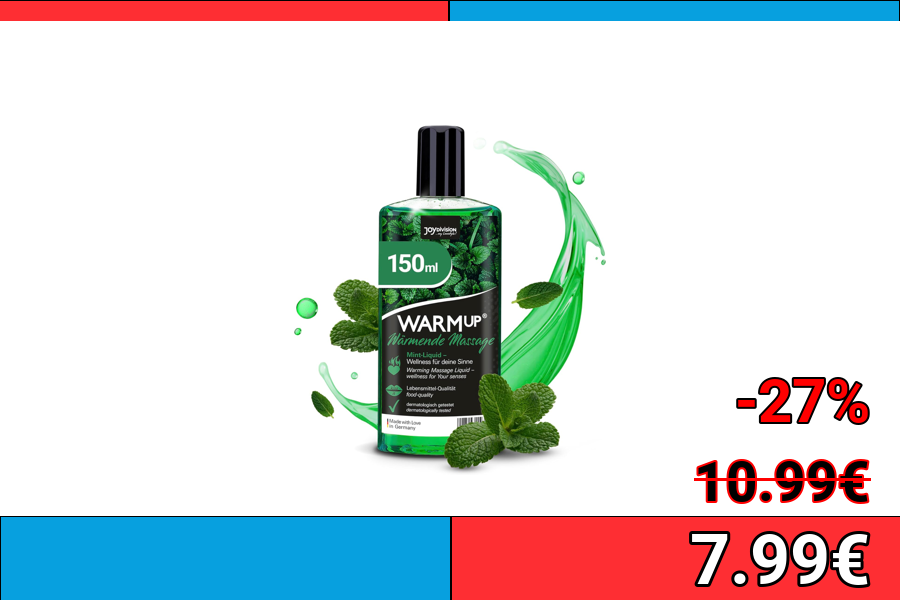 JOYDIVISION
150ml
WARMUP®
Wärmende Massage
Mint-Liquid –
Wellness für deine Sinne
Warming Massage Liquid –
wellness for Your senses
Lebensmittel-Qualität
food-quality
dermatologisch getestet
dermatologically tested
Made with Love
in Germany
-27%
10.99€
7.99€